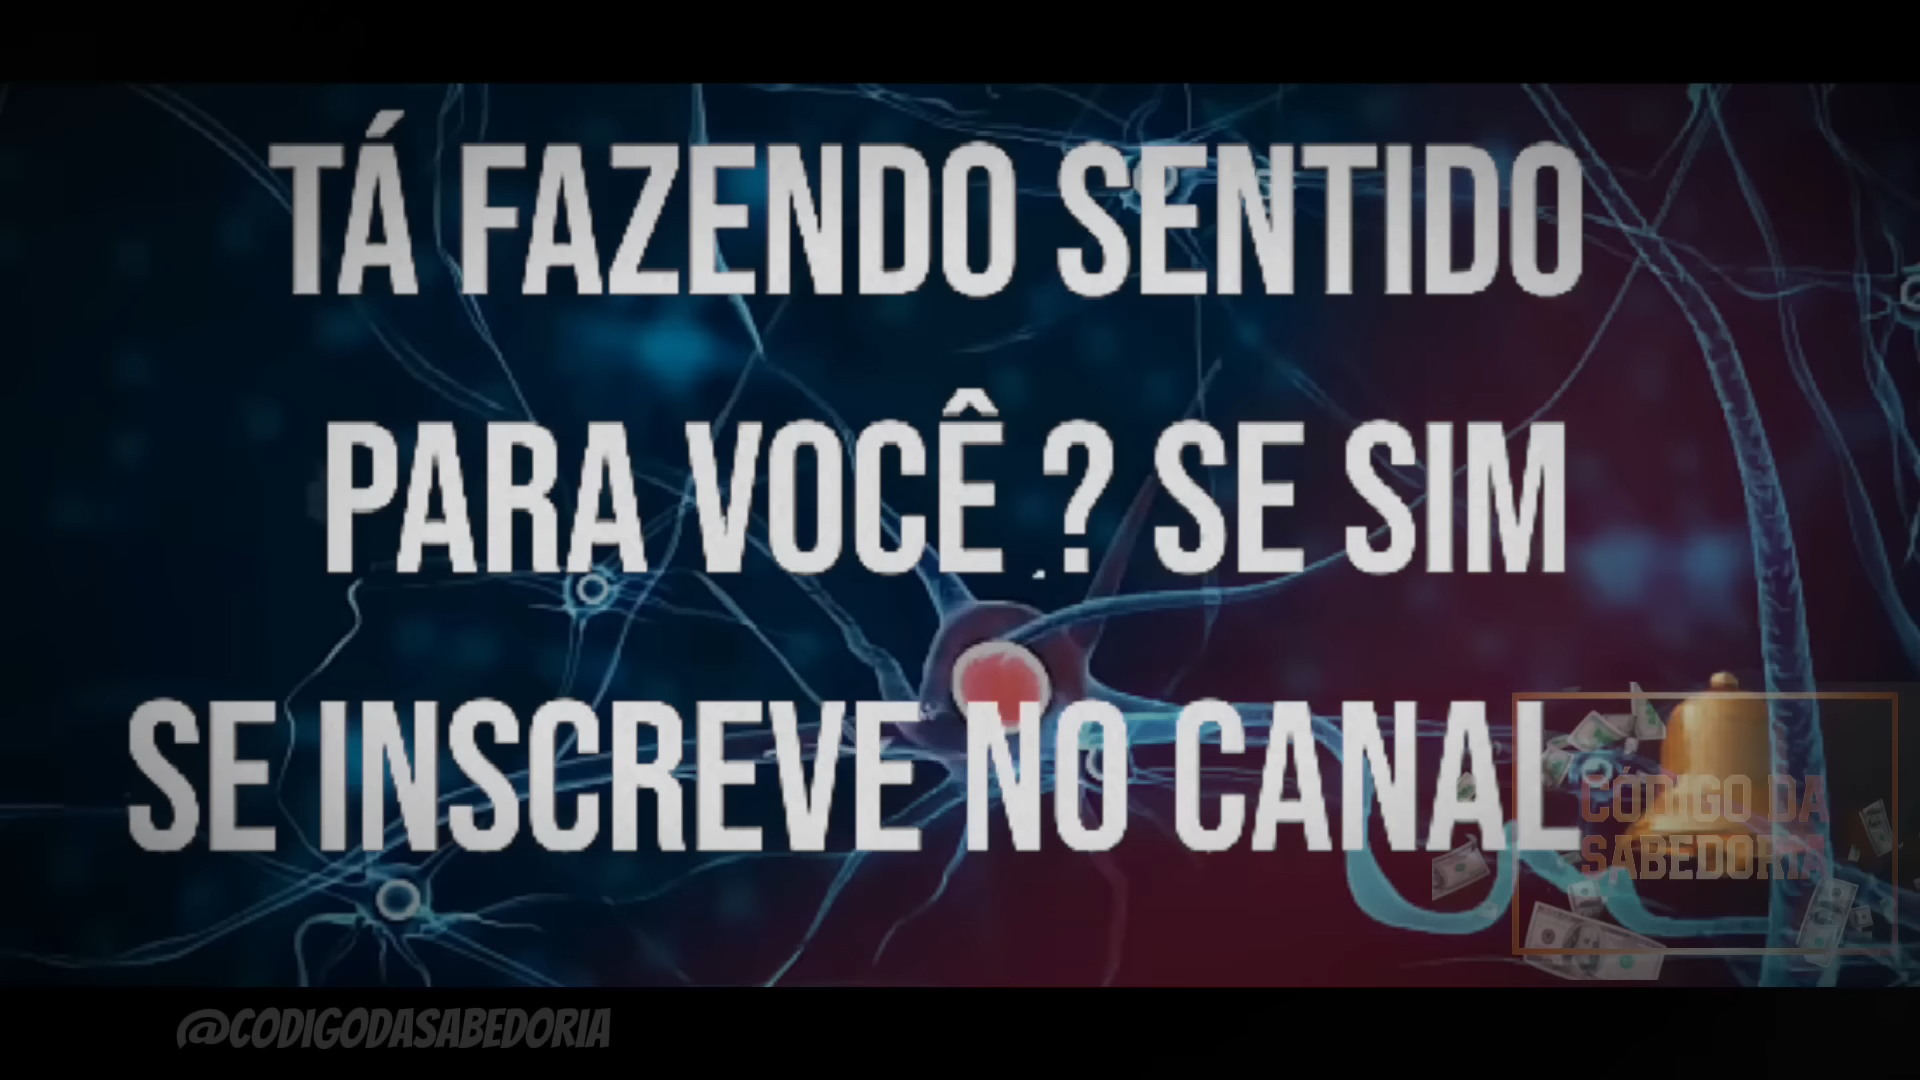 TÁ FAZENDO SENTIDO
PARA VOCÊ ? SE SIM
SE INSCREVE NO CANAL
CÓDIGO DA
SABEDORIA
@CODIGODASABEDORIA